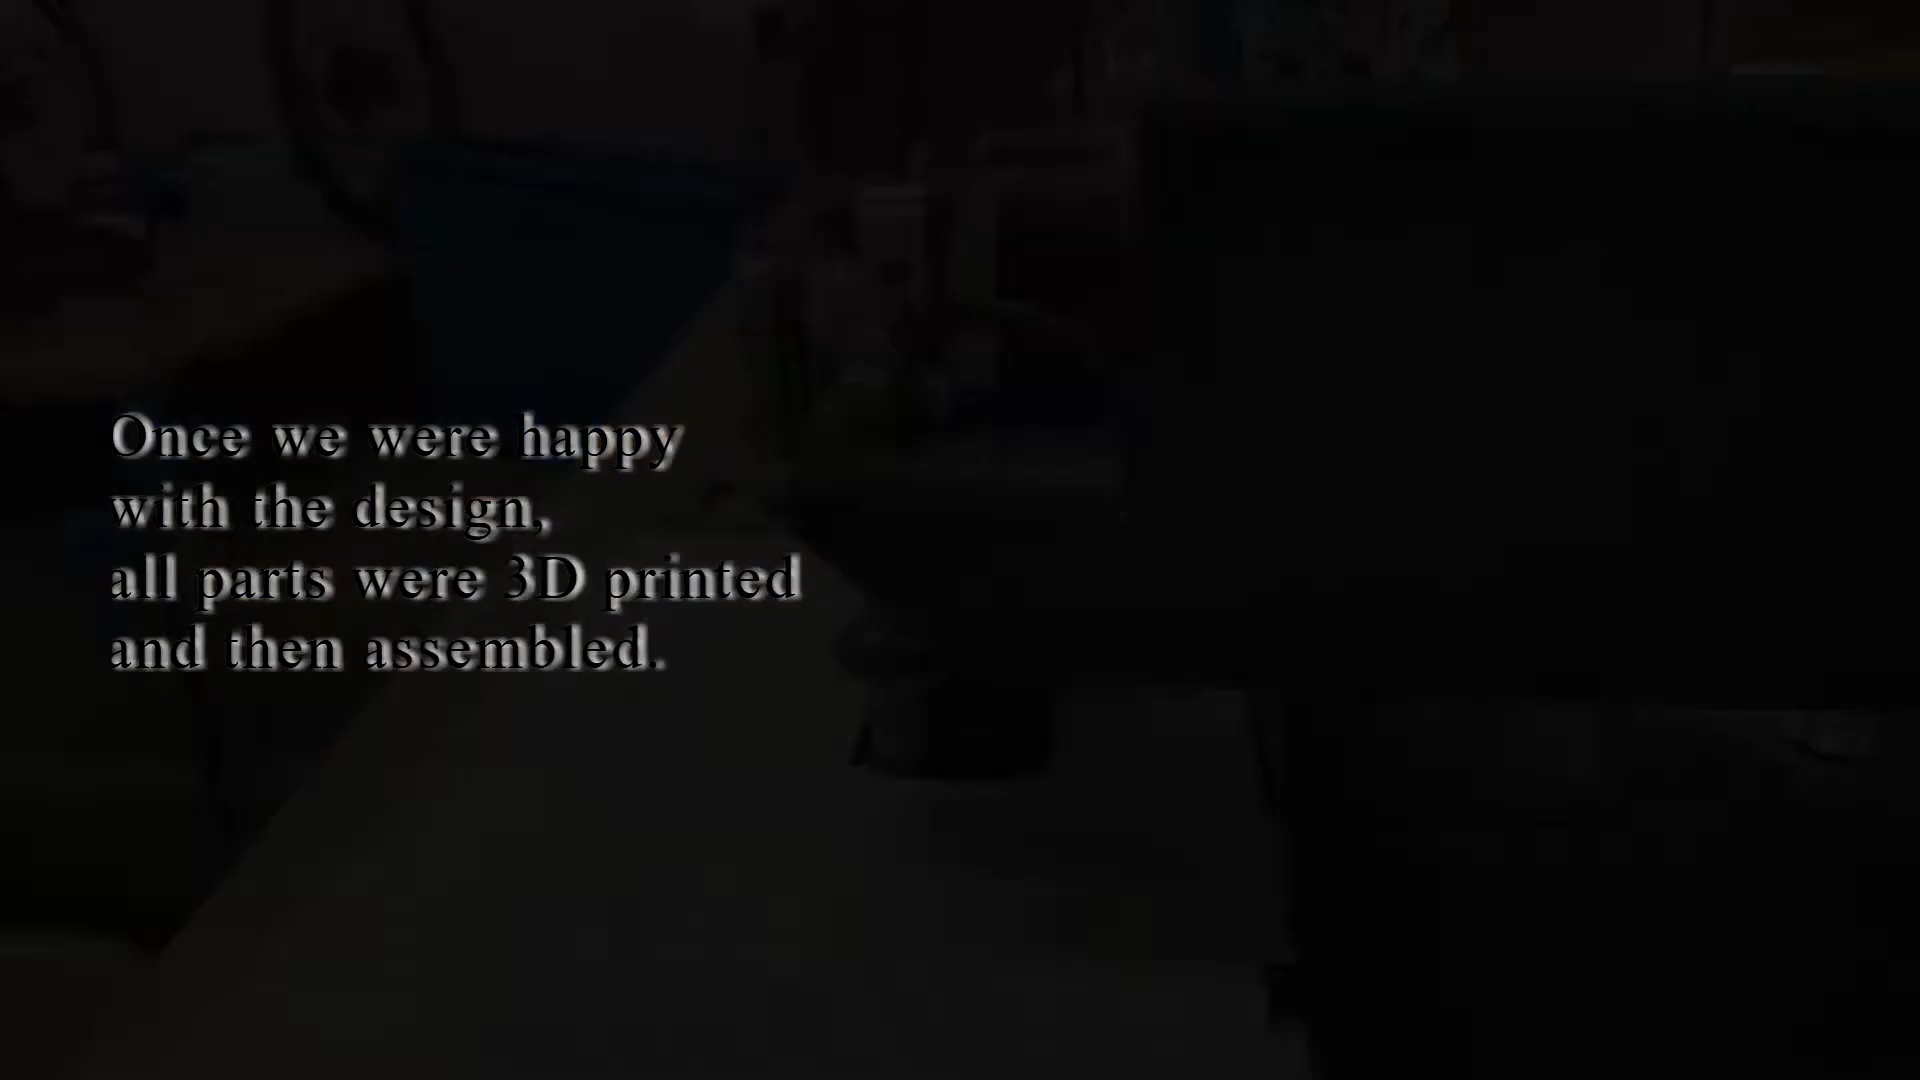 Once we were happy
with the design,
all parts were 3D printed
and then assembled.